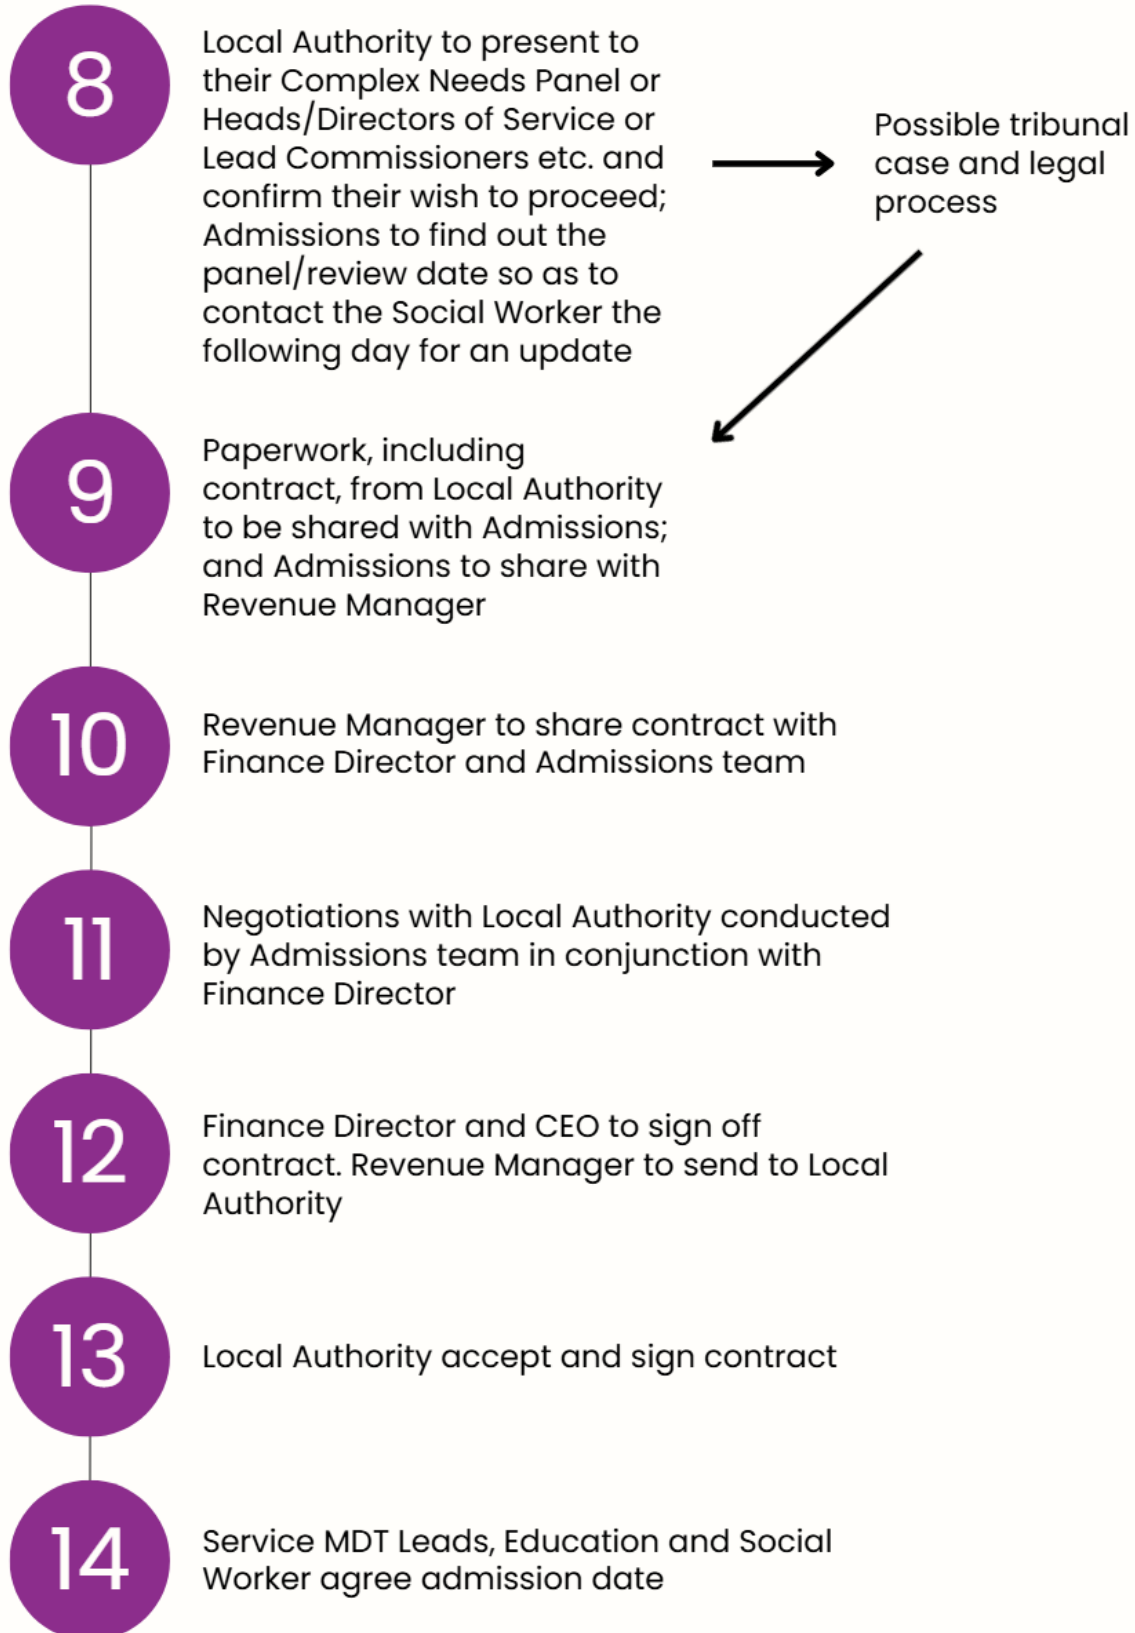 8
Local Authority to present to
their Complex Needs Panel or
Heads/Directors of Service or
Lead Commissioners etc. and
confirm their wish to proceed;
Admissions to find out the
panel/review date so as to
contact the Social Worker the
following day for an update
Possible tribunal
case and legal
process
9
Paperwork, including
contract, from Local Authority
to be shared with Admissions;
and Admissions to share with
Revenue Manager
10
Revenue Manager to share contract with
Finance Director and Admissions team
11
Negotiations with Local Authority conducted
by Admissions team in conjunction with
Finance Director
12
Finance Director and CEO to sign off
contract. Revenue Manager to send to Local
Authority
13
Local Authority accept and sign contract
14
Service MDT Leads, Education and Social
Worker agree admission date